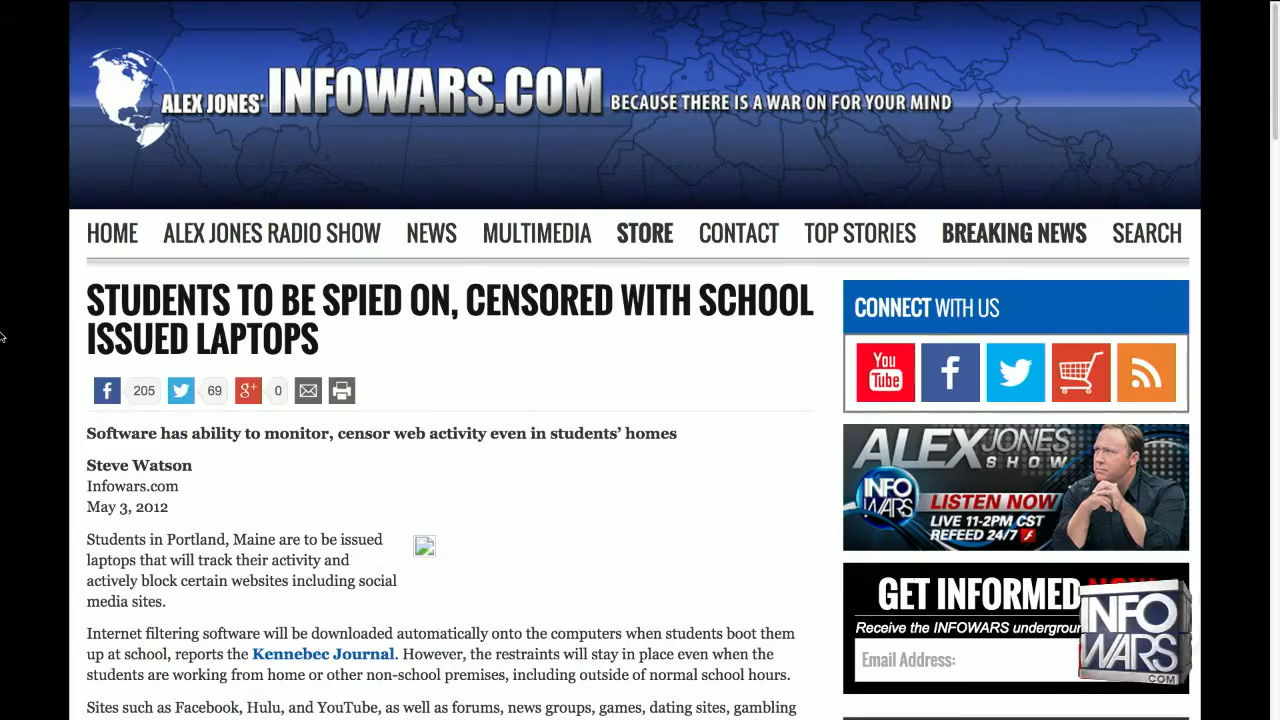 ALEX JONES' INFOWARS.COM BECAUSE THERE IS A WAR ON FOR YOUR MIND
HOME ALEX JONES RADIO SHOW NEWS MULTIMEDIA STORE CONTACT TOP STORIES BREAKING NEWS SEARCH
STUDENTS TO BE SPIED ON, CENSORED WITH SCHOOL
ISSUED LAPTOPS
205 69 g+ 0
Software has ability to monitor, censor web activity even in students' homes
Steve Watson
Infowars.com
May 3, 2012
Students in Portland, Maine are to be issued
laptops that will track their activity and
actively block certain websites including social
media sites.
Internet filtering software will be downloaded automatically onto the computers when students boot them
up at school, reports the Kennebec Journal. However, the restraints will stay in place even when the
students are working from home or other non-school premises, including outside of normal school hours.
Sites such as Facebook, Hulu, and YouTube, as well as forums, news groups, games, dating sites, gambling
CONNECT WITH US
You
Tube
ALEX JONES
SHOW
INFO
WARS
LISTEN NOW
LIVE 11-2PM CST
REFEED 24/7
GET INFORMED
Receive the INFOWARS
Email Address:
INFO
WARS
.COM